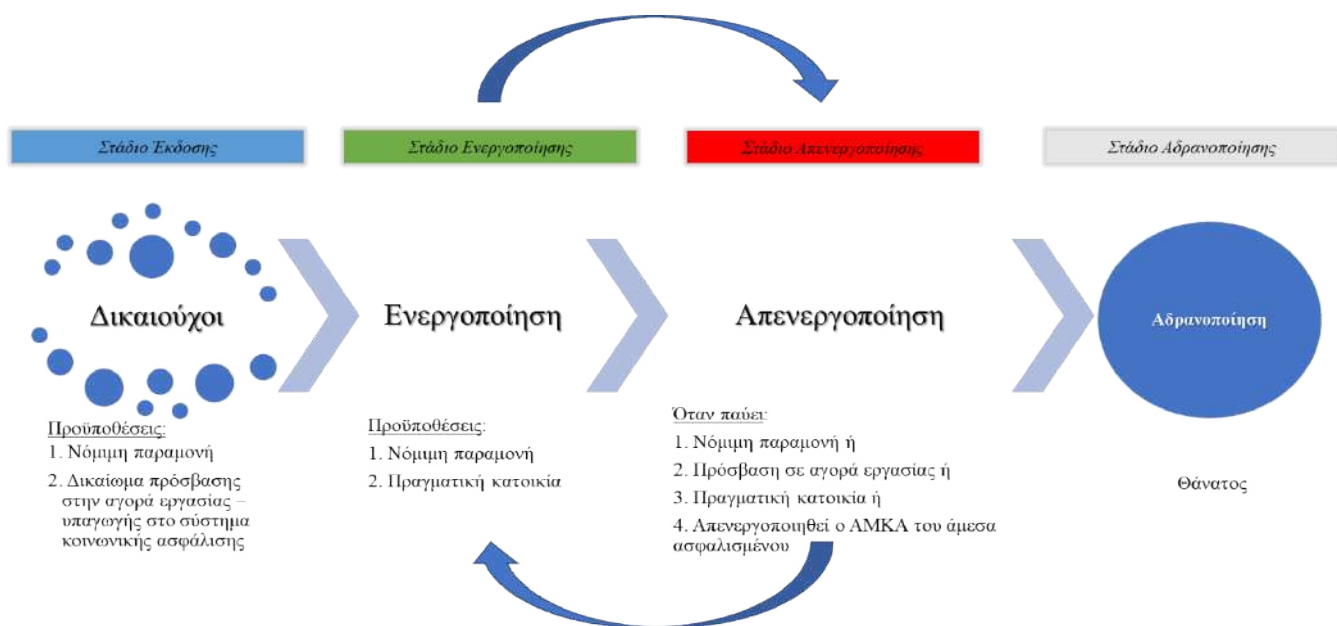 Στάδιο Έκδοσης
Στάδιο Ενεργοποίησης
Στάδιο Απενεργοποίησης
Στάδιο Αδρανοποίησης
Δικαιούχοι
Ενεργοποίηση
Απενεργοποίηση
Αδρανοποίηση
Προϋποθέσεις:
1. Νόμιμη παραμονή
2. Δικαίωμα πρόσβασης
στην αγορά εργασίας –
υπαγωγής στο σύστημα
κοινωνικής ασφάλισης
Προϋποθέσεις:
1. Νόμιμη παραμονή
2. Πραγματική κατοικία
Όταν παύει:
1. Νόμιμη παραμονή ή
2. Πρόσβαση σε αγορά εργασίας ή
3. Πραγματική κατοικία ή
4. Απενεργοποιηθεί ο ΑΜΚΑ του άμεσα
ασφαλισμένου
Θάνατος